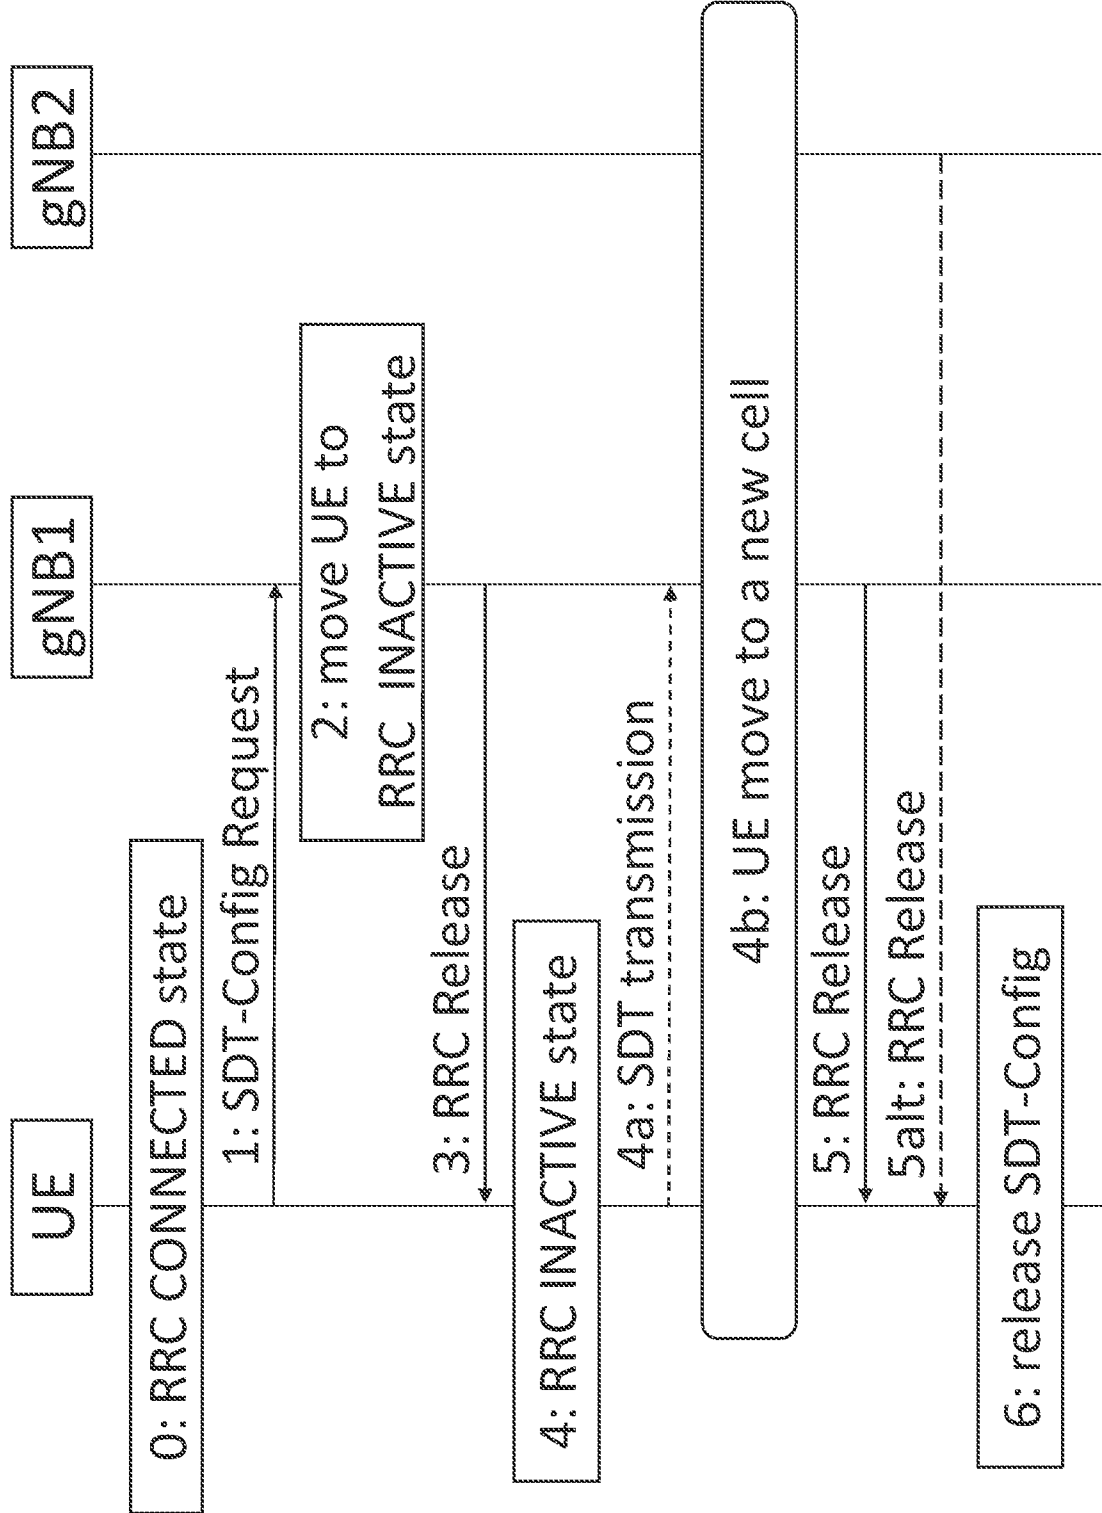 UE
gNB1
gNB2
0: RRC CONNECTED state
1: SDT-Config Request
2: move UE to
RRC INACTIVE state
3: RRC Release
4: RRC INACTIVE state
4a: SDT transmission
4b: UE move to a new cell
5: RRC Release
5alt: RRC Release
6: release SDT-Config